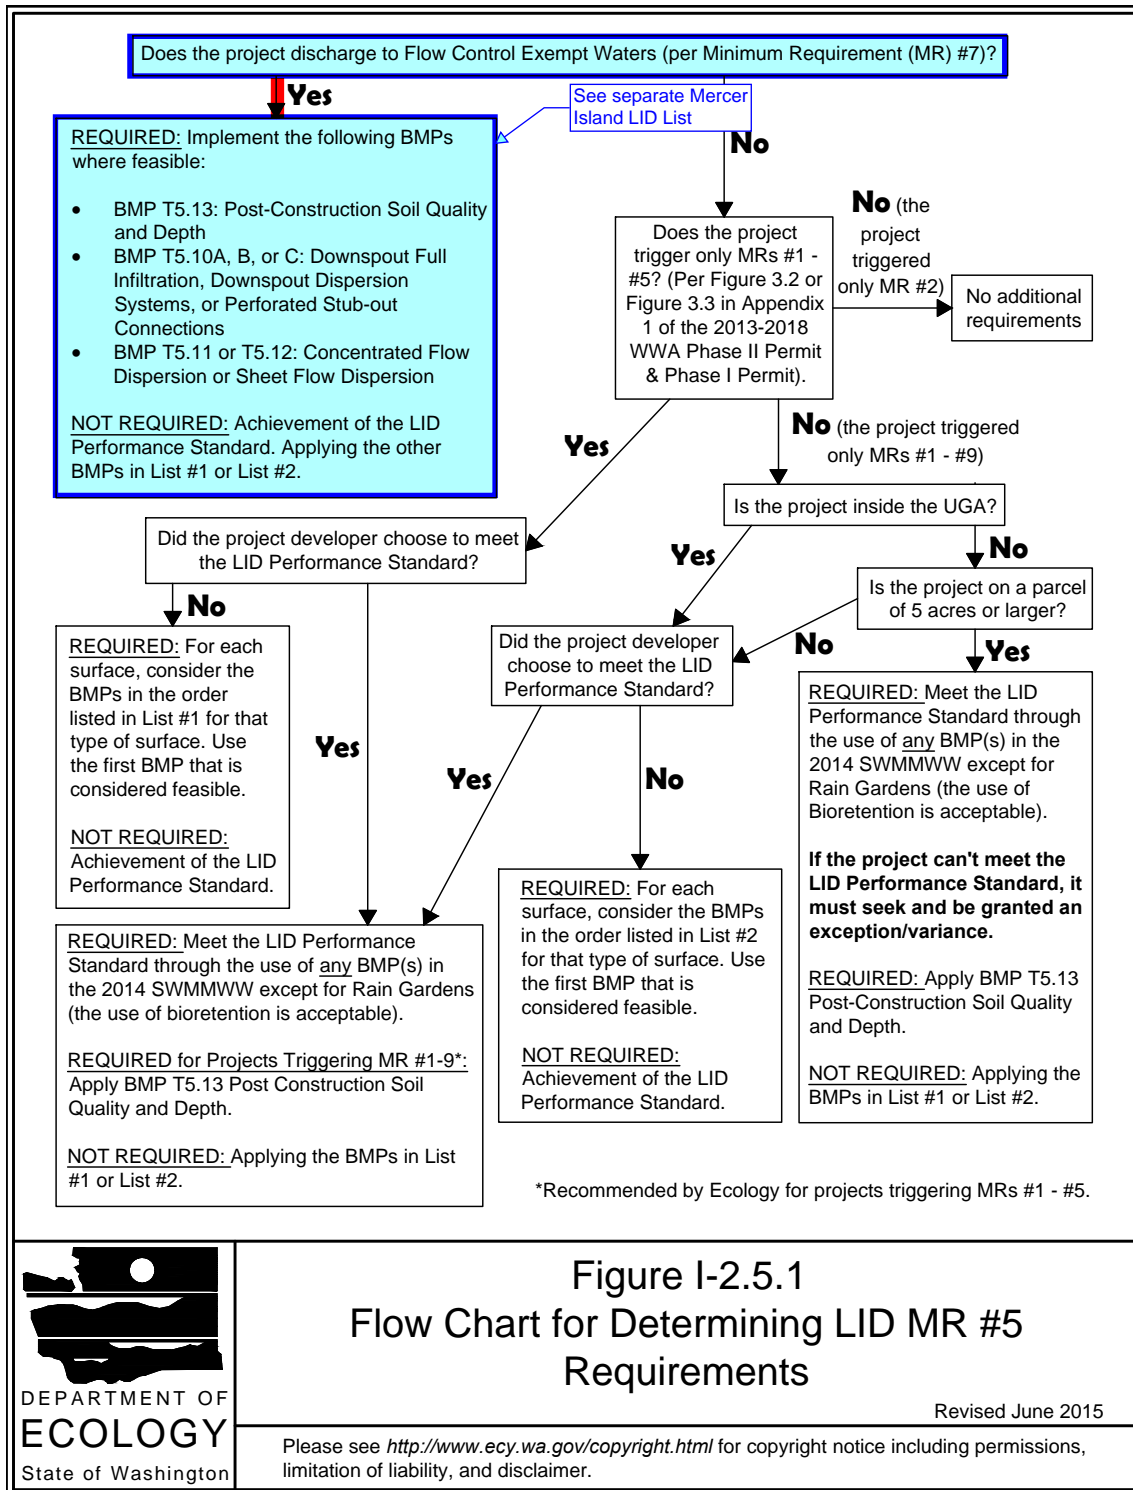 Does the project discharge to Flow Control Exempt Waters (per Minimum Requirement (MR) #7)?
Yes
See separate Mercer
Island LID List
No
REQUIRED: Implement the following BMPs
where feasible:
• BMP T5.13: Post-Construction Soil Quality
and Depth
• BMP T5.10A, B, or C: Downspout Full
Infiltration, Downspout Dispersion
Systems, or Perforated Stub-out
Connections
• BMP T5.11 or T5.12: Concentrated Flow
Dispersion or Sheet Flow Dispersion
NOT REQUIRED: Achievement of the LID
Performance Standard. Applying the other
BMPs in List #1 or List #2.
Does the project
trigger only MRs #1 -
#5? (Per Figure 3.2 or
Figure 3.3 in Appendix
1 of the 2013-2018
WWA Phase II Permit
& Phase I Permit).
No (the
project
triggered
only MR #2)
No additional
requirements
Yes
No (the project triggered
only MRs #1 - #9)
Is the project inside the UGA?
Did the project developer choose to meet
the LID Performance Standard?
Yes
No
Is the project on a parcel
of 5 acres or larger?
No
REQUIRED: For each
surface, consider the
BMPs in the order
listed in List #1 for that
type of surface. Use
the first BMP that is
considered feasible.
NOT REQUIRED:
Achievement of the LID
Performance Standard.
Yes
Did the project developer
choose to meet the LID
Performance Standard?
No
Yes
Yes
No
REQUIRED: Meet the LID
Performance Standard through
the use of any BMP(s) in the
2014 SWMMWW except for
Rain Gardens (the use of
Bioretention is acceptable).
If the project can't meet the
LID Performance Standard, it
must seek and be granted an
exception/variance.
REQUIRED: Apply BMP T5.13
Post-Construction Soil Quality
and Depth.
NOT REQUIRED: Applying the
BMPs in List #1 or List #2.
REQUIRED: For each
surface, consider the BMPs
in the order listed in List #2
for that type of surface. Use
the first BMP that is
considered feasible.
NOT REQUIRED:
Achievement of the LID
Performance Standard.
REQUIRED: Meet the LID Performance
Standard through the use of any BMP(s) in
the 2014 SWMMWW except for Rain Gardens
(the use of bioretention is acceptable).
REQUIRED for Projects Triggering MR #1-9*:
Apply BMP T5.13 Post Construction Soil
Quality and Depth.
NOT REQUIRED: Applying the BMPs in List
#1 or List #2.
*Recommended by Ecology for projects triggering MRs #1 - #5.
DEPARTMENT OF
ECOLOGY
State of Washington
Figure I-2.5.1
Flow Chart for Determining LID MR #5
Requirements
Revised June 2015
Please see http://www.ecy.wa.gov/copyright.html for copyright notice including permissions,
limitation of liability, and disclaimer.